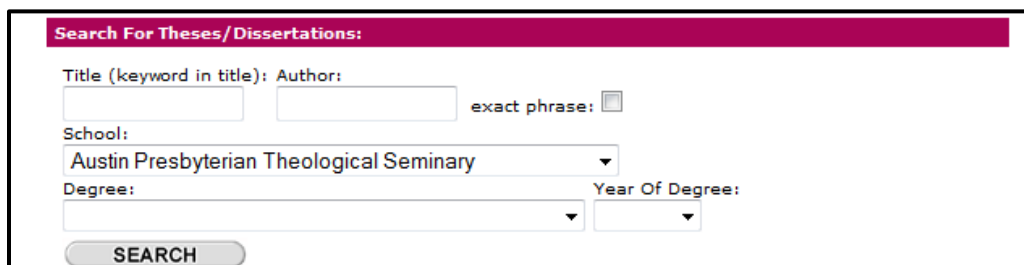 Search For Theses/Dissertations:
Title (keyword in title): Author:
exact phrase:
School:
Austin Presbyterian Theological Seminary
Degree: Year Of Degree:
SEARCH